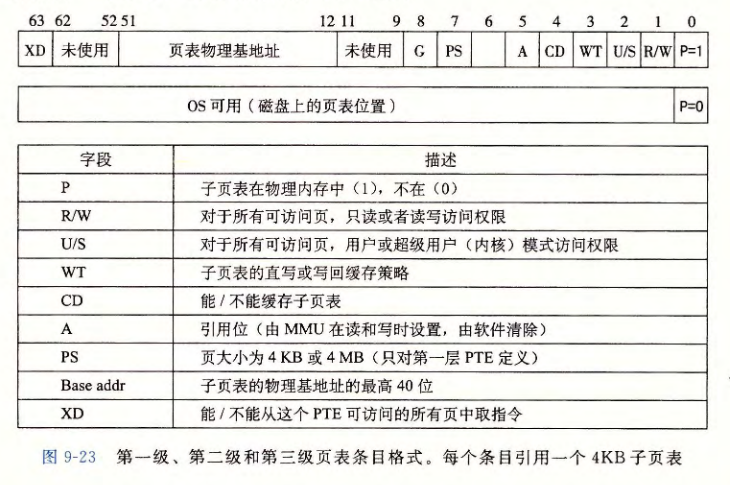 63 62 52 51 12 11 9 8 7 6 5 4 3 2 1 0
XD 未使用 页表物理基地址 未使用 G PS A CD WT U/S R/W P=1
OS 可用（磁盘上的页表位置） P=0
字段 描述
P 子页表在物理内存中（1），不在（0）
R/W 对于所有可访问页，只读或者读写访问权限
U/S 对于所有可访问页，用户或超级用户（内核）模式访问权限
WT 子页表的直写或写回缓存策略
CD 能 / 不能缓存子页表
A 引用位（由 MMU 在读和写时设置，由软件清除）
PS 页大小为 4 KB 或 4 MB（只对第一层 PTE 定义）
Base addr 子页表的物理基地址的最高 40 位
XD 能 / 不能从这个 PTE 可访问的所有页中取指令
图 9-23 第一级、第二级和第三级页表条目格式。每个条目引用一个 4KB 子页表